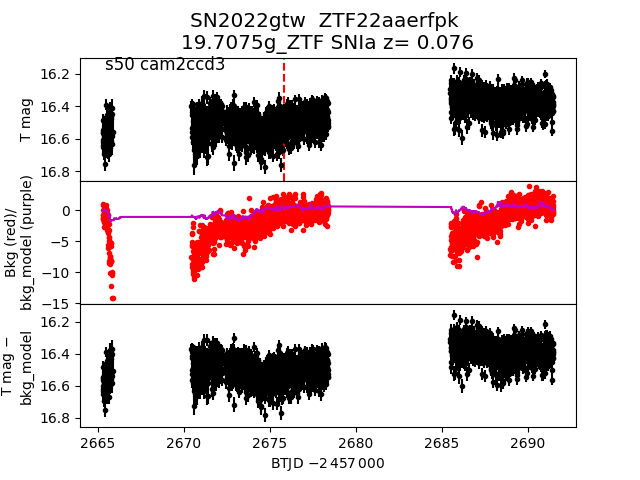 SN2022gtw  ZTF22aaerfpk
19.7075g_ZTF SNIa z= 0.076
s50 cam2ccd3
16.2
16.4
16.6
16.8
T mag
0
−5
−10
−15
Bkg (red)/
bkg_model (purple)
16.2
16.4
16.6
16.8
T mag −
bkg_model
2665 2670 2675 2680 2685 2690
BTJD −2 457 000